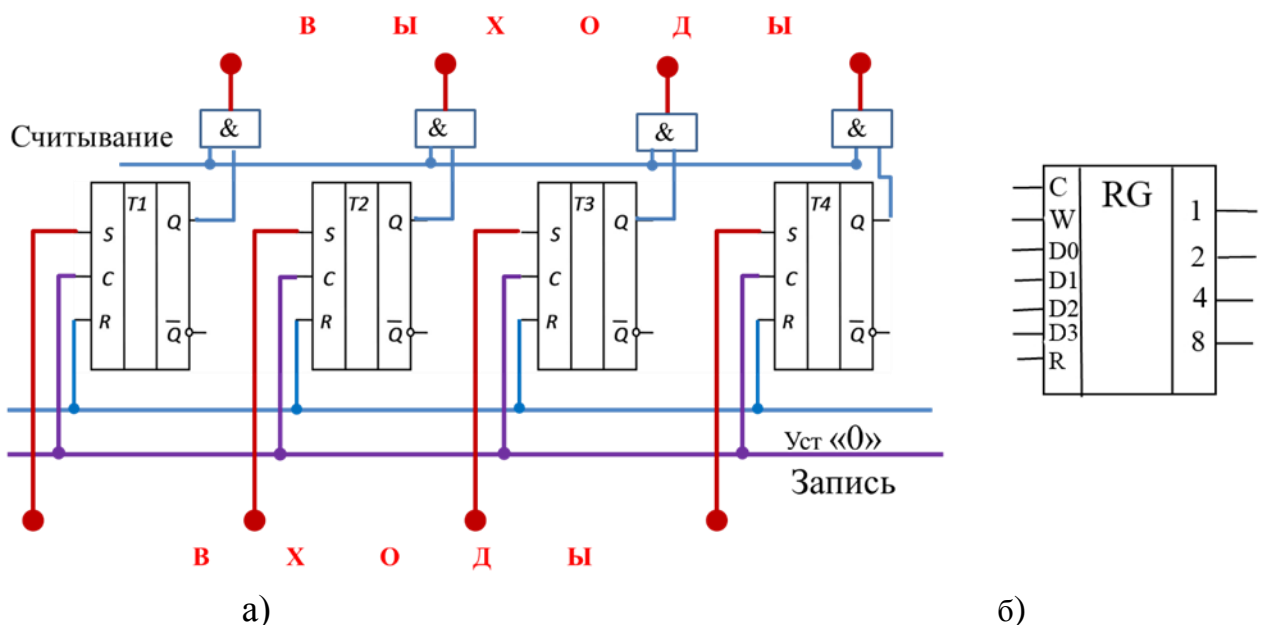 В Ы Х О Д Ы
& & & &
Считывание
T1 Q T2 Q T3 Q T4 Q
S S S S
C C C C
R Q̅ R Q̅ R Q̅ R Q̅
C RG 1
W
D0 2
D1
D2 4
D3 8
R
Уст «0»
Запись
В Х О Д Ы
а) б)